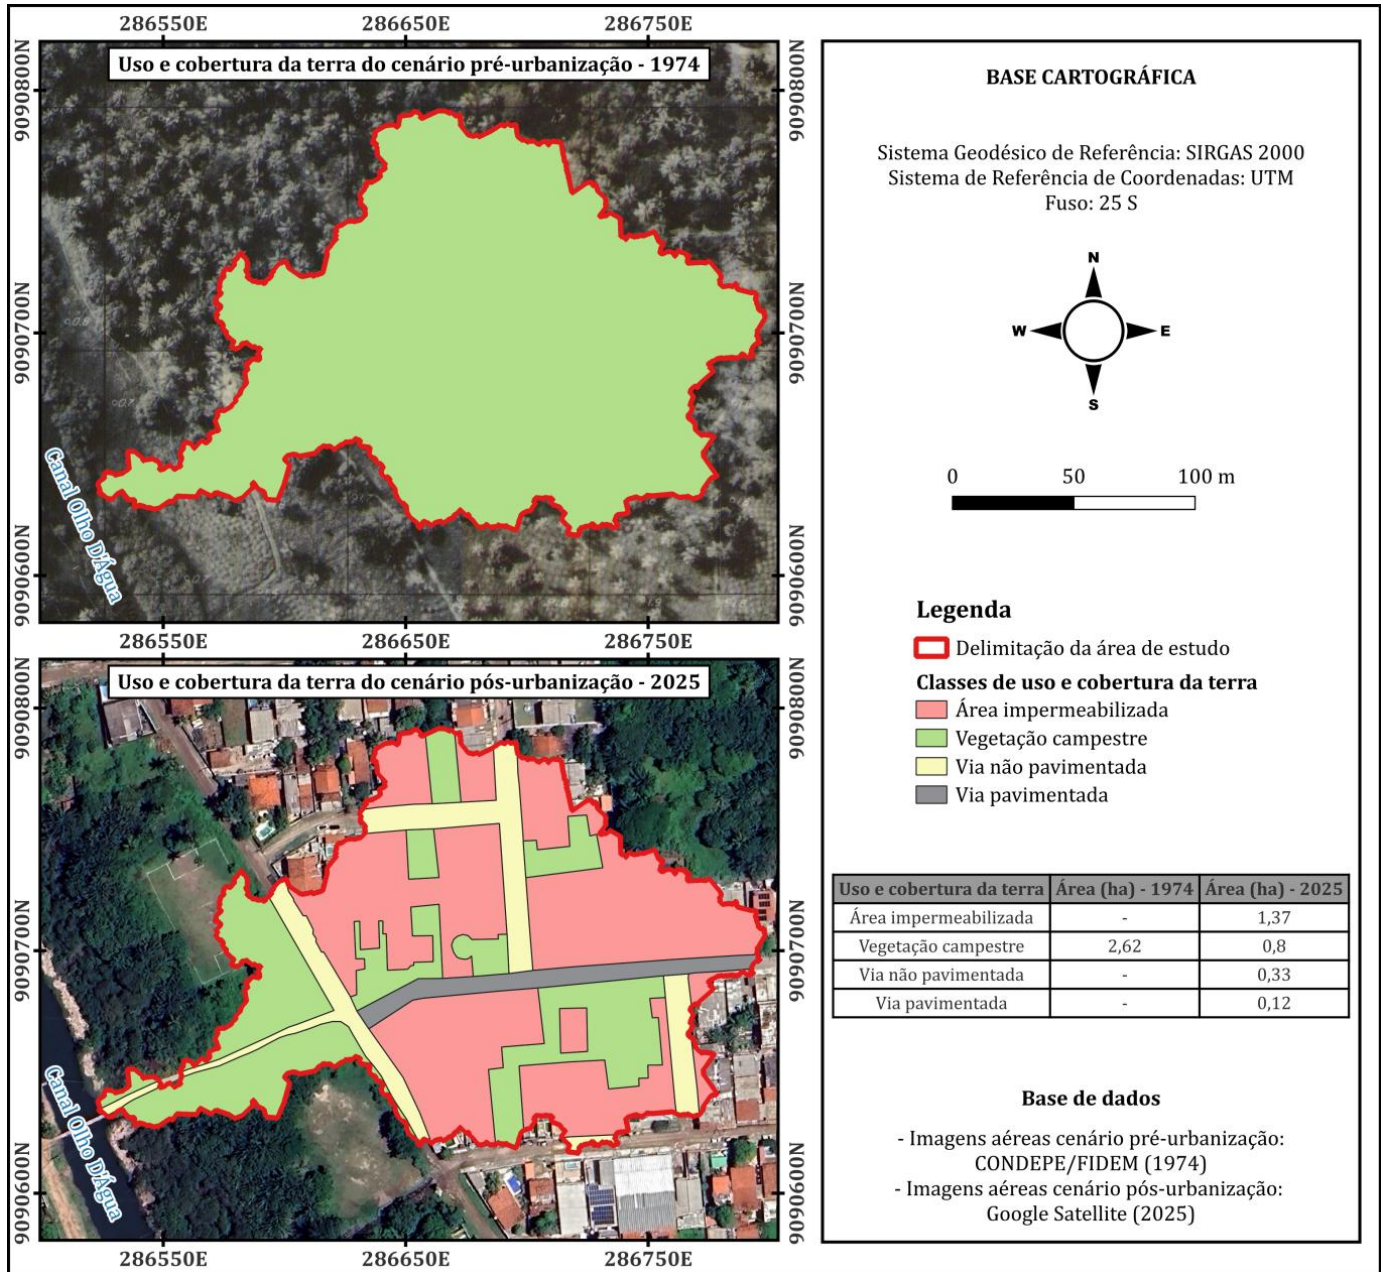 286550E 286650E 286750E
Uso e cobertura da terra do cenário pré-urbanização - 1974
9090800N 9090800N
9090700N 9090700N
9090600N 9090600N
Canal Olho D'Água
286550E 286650E 286750E
Uso e cobertura da terra do cenário pós-urbanização - 2025
9090800N 9090800N
9090700N 9090700N
9090600N 9090600N
Canal Olho D'Água
286550E 286650E 286750E
BASE CARTOGRÁFICA
Sistema Geodésico de Referência: SIRGAS 2000
Sistema de Referência de Coordenadas: UTM
Fuso: 25 S
N
W E
S
0 50 100 m
Legenda
Delimitação da área de estudo
Classes de uso e cobertura da terra
Área impermeabilizada
Vegetação campestre
Via não pavimentada
Via pavimentada
Uso e cobertura da terra Área (ha) - 1974 Área (ha) - 2025
Área impermeabilizada - 1,37
Vegetação campestre 2,62 0,8
Via não pavimentada - 0,33
Via pavimentada - 0,12
Base de dados
- Imagens aéreas cenário pré-urbanização:
CONDEPE/FIDEM (1974)
- Imagens aéreas cenário pós-urbanização:
Google Satellite (2025)